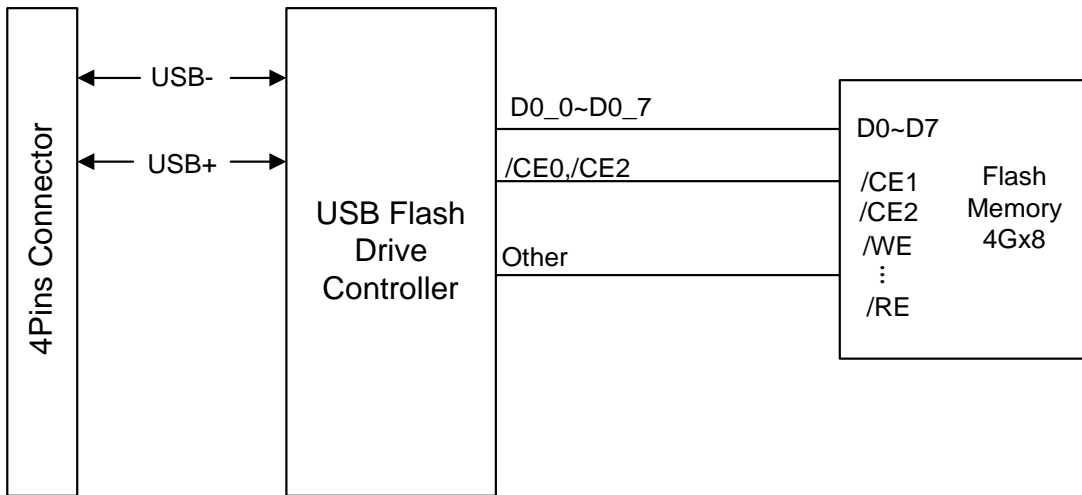 4Pins Connector
USB-
USB+
USB Flash
Drive
Controller
D0_0~D0_7
/CE0,/CE2
Other
D0~D7
/CE1
/CE2
/WE
⋮
/RE
Flash
Memory
4Gx8